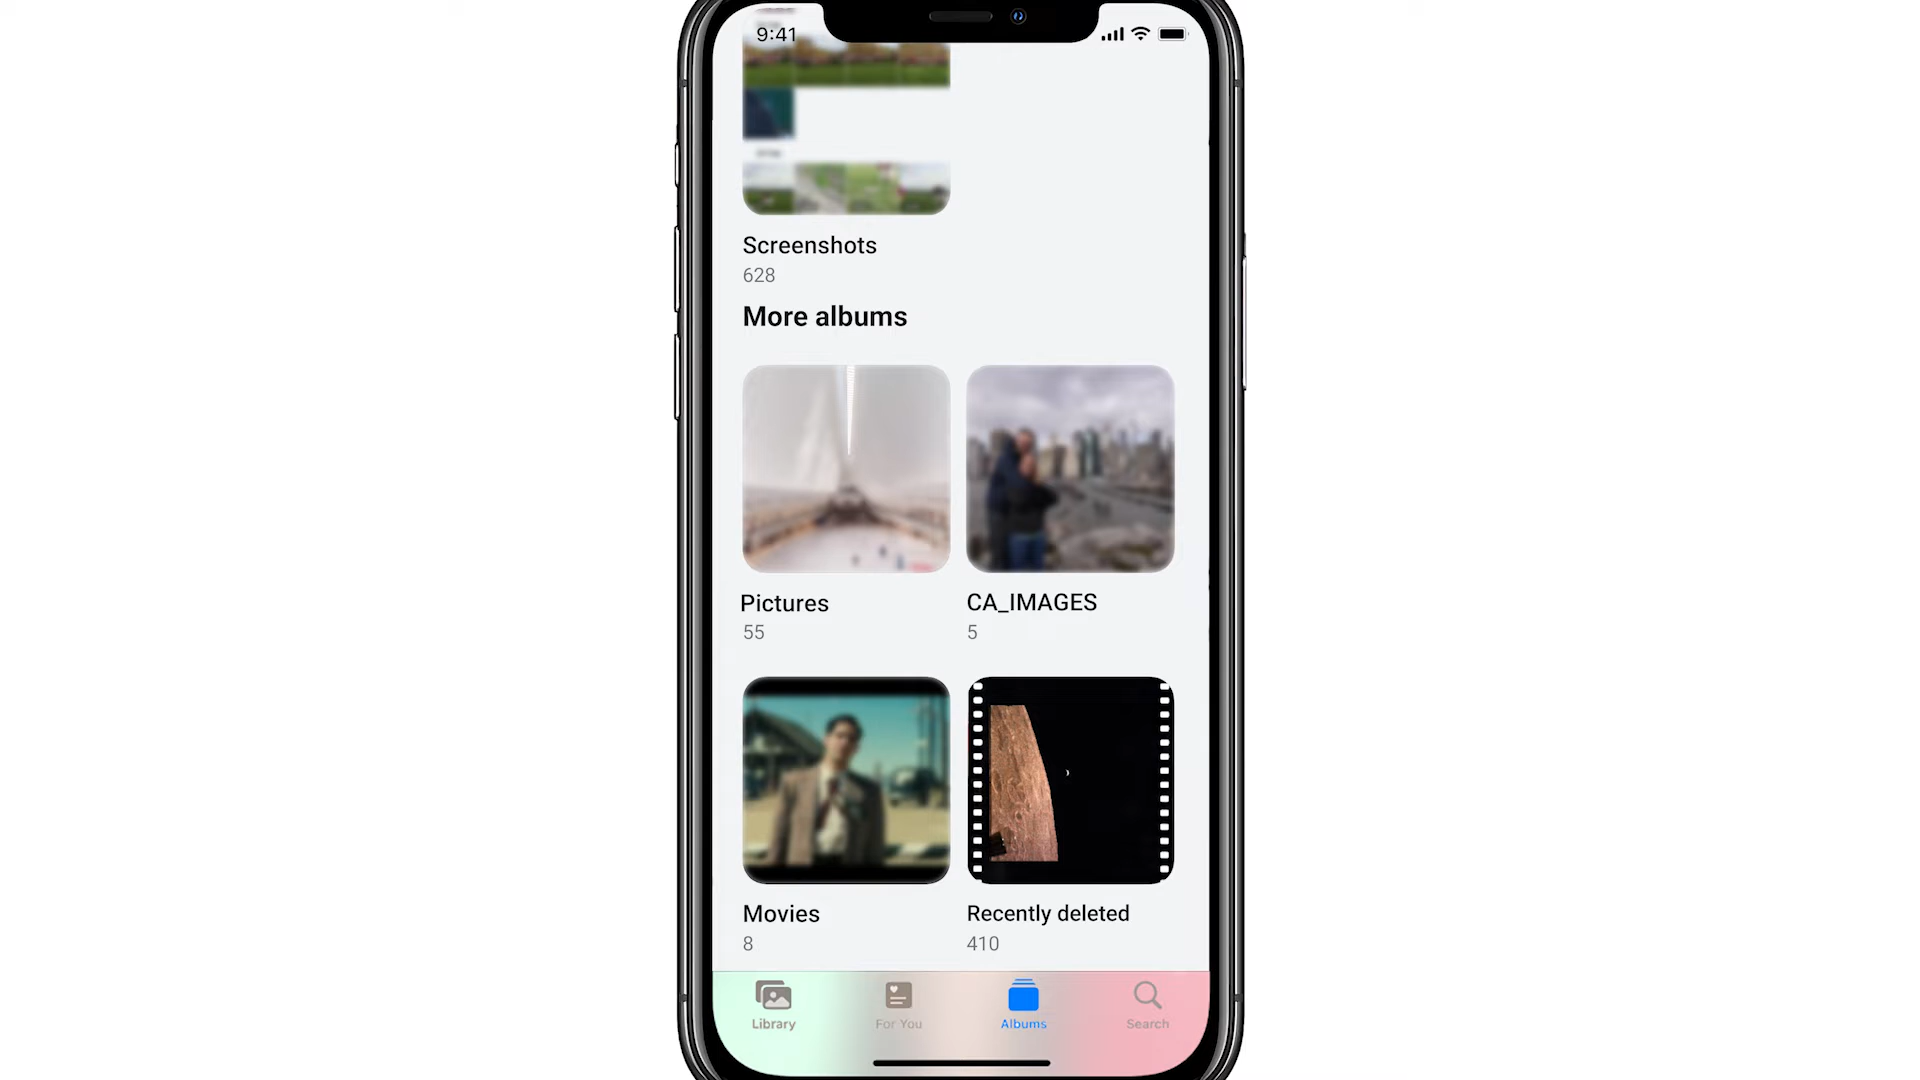 9:41
Screenshots
628
More albums
Pictures
55
CA_IMAGES
5
Movies
8
Recently deleted
410
Library
For You
Albums
Search